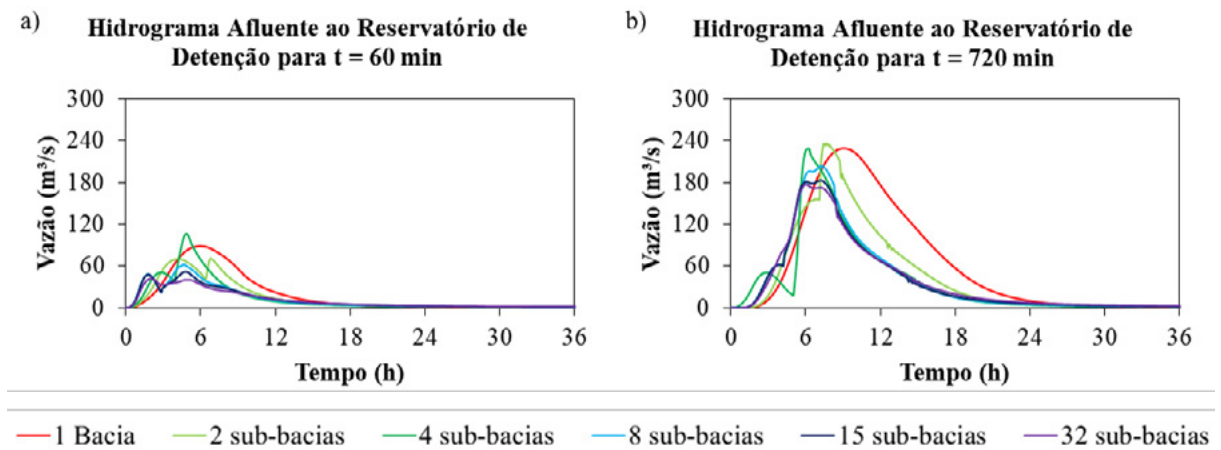 a)
Hidrograma Afluente ao Reservatório de
Detenção para t = 60 min
300
240
180
120
60
0
Vazão (m³/s)
0 6 12 18 24 30 36
Tempo (h)
b)
Hidrograma Afluente ao Reservatório de
Detenção para t = 720 min
300
240
180
120
60
0
Vazão (m³/s)
0 6 12 18 24 30 36
Tempo (h)
1 Bacia 2 sub-bacias 4 sub-bacias 8 sub-bacias 15 sub-bacias 32 sub-bacias